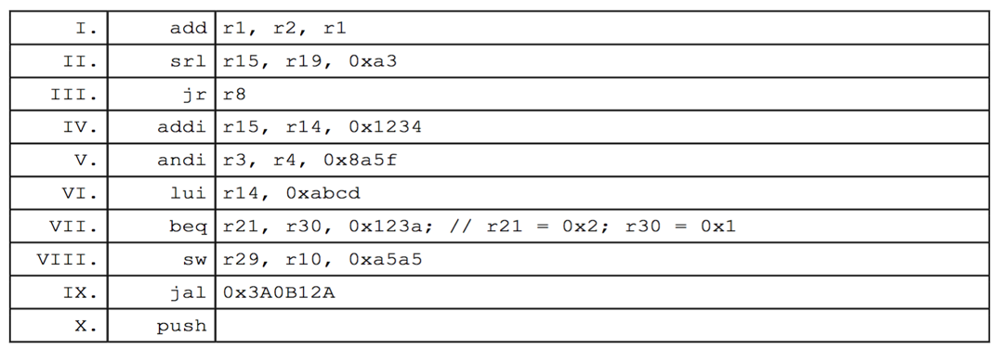 I. add r1, r2, r1
II. srl r15, r19, 0xa3
III. jr r8
IV. addi r15, r14, 0x1234
V. andi r3, r4, 0x8a5f
VI. lui r14, 0xabcd
VII. beq r21, r30, 0x123a; // r21 = 0x2; r30 = 0x1
VIII. sw r29, r10, 0xa5a5
IX. jal 0x3A0B12A
X. push